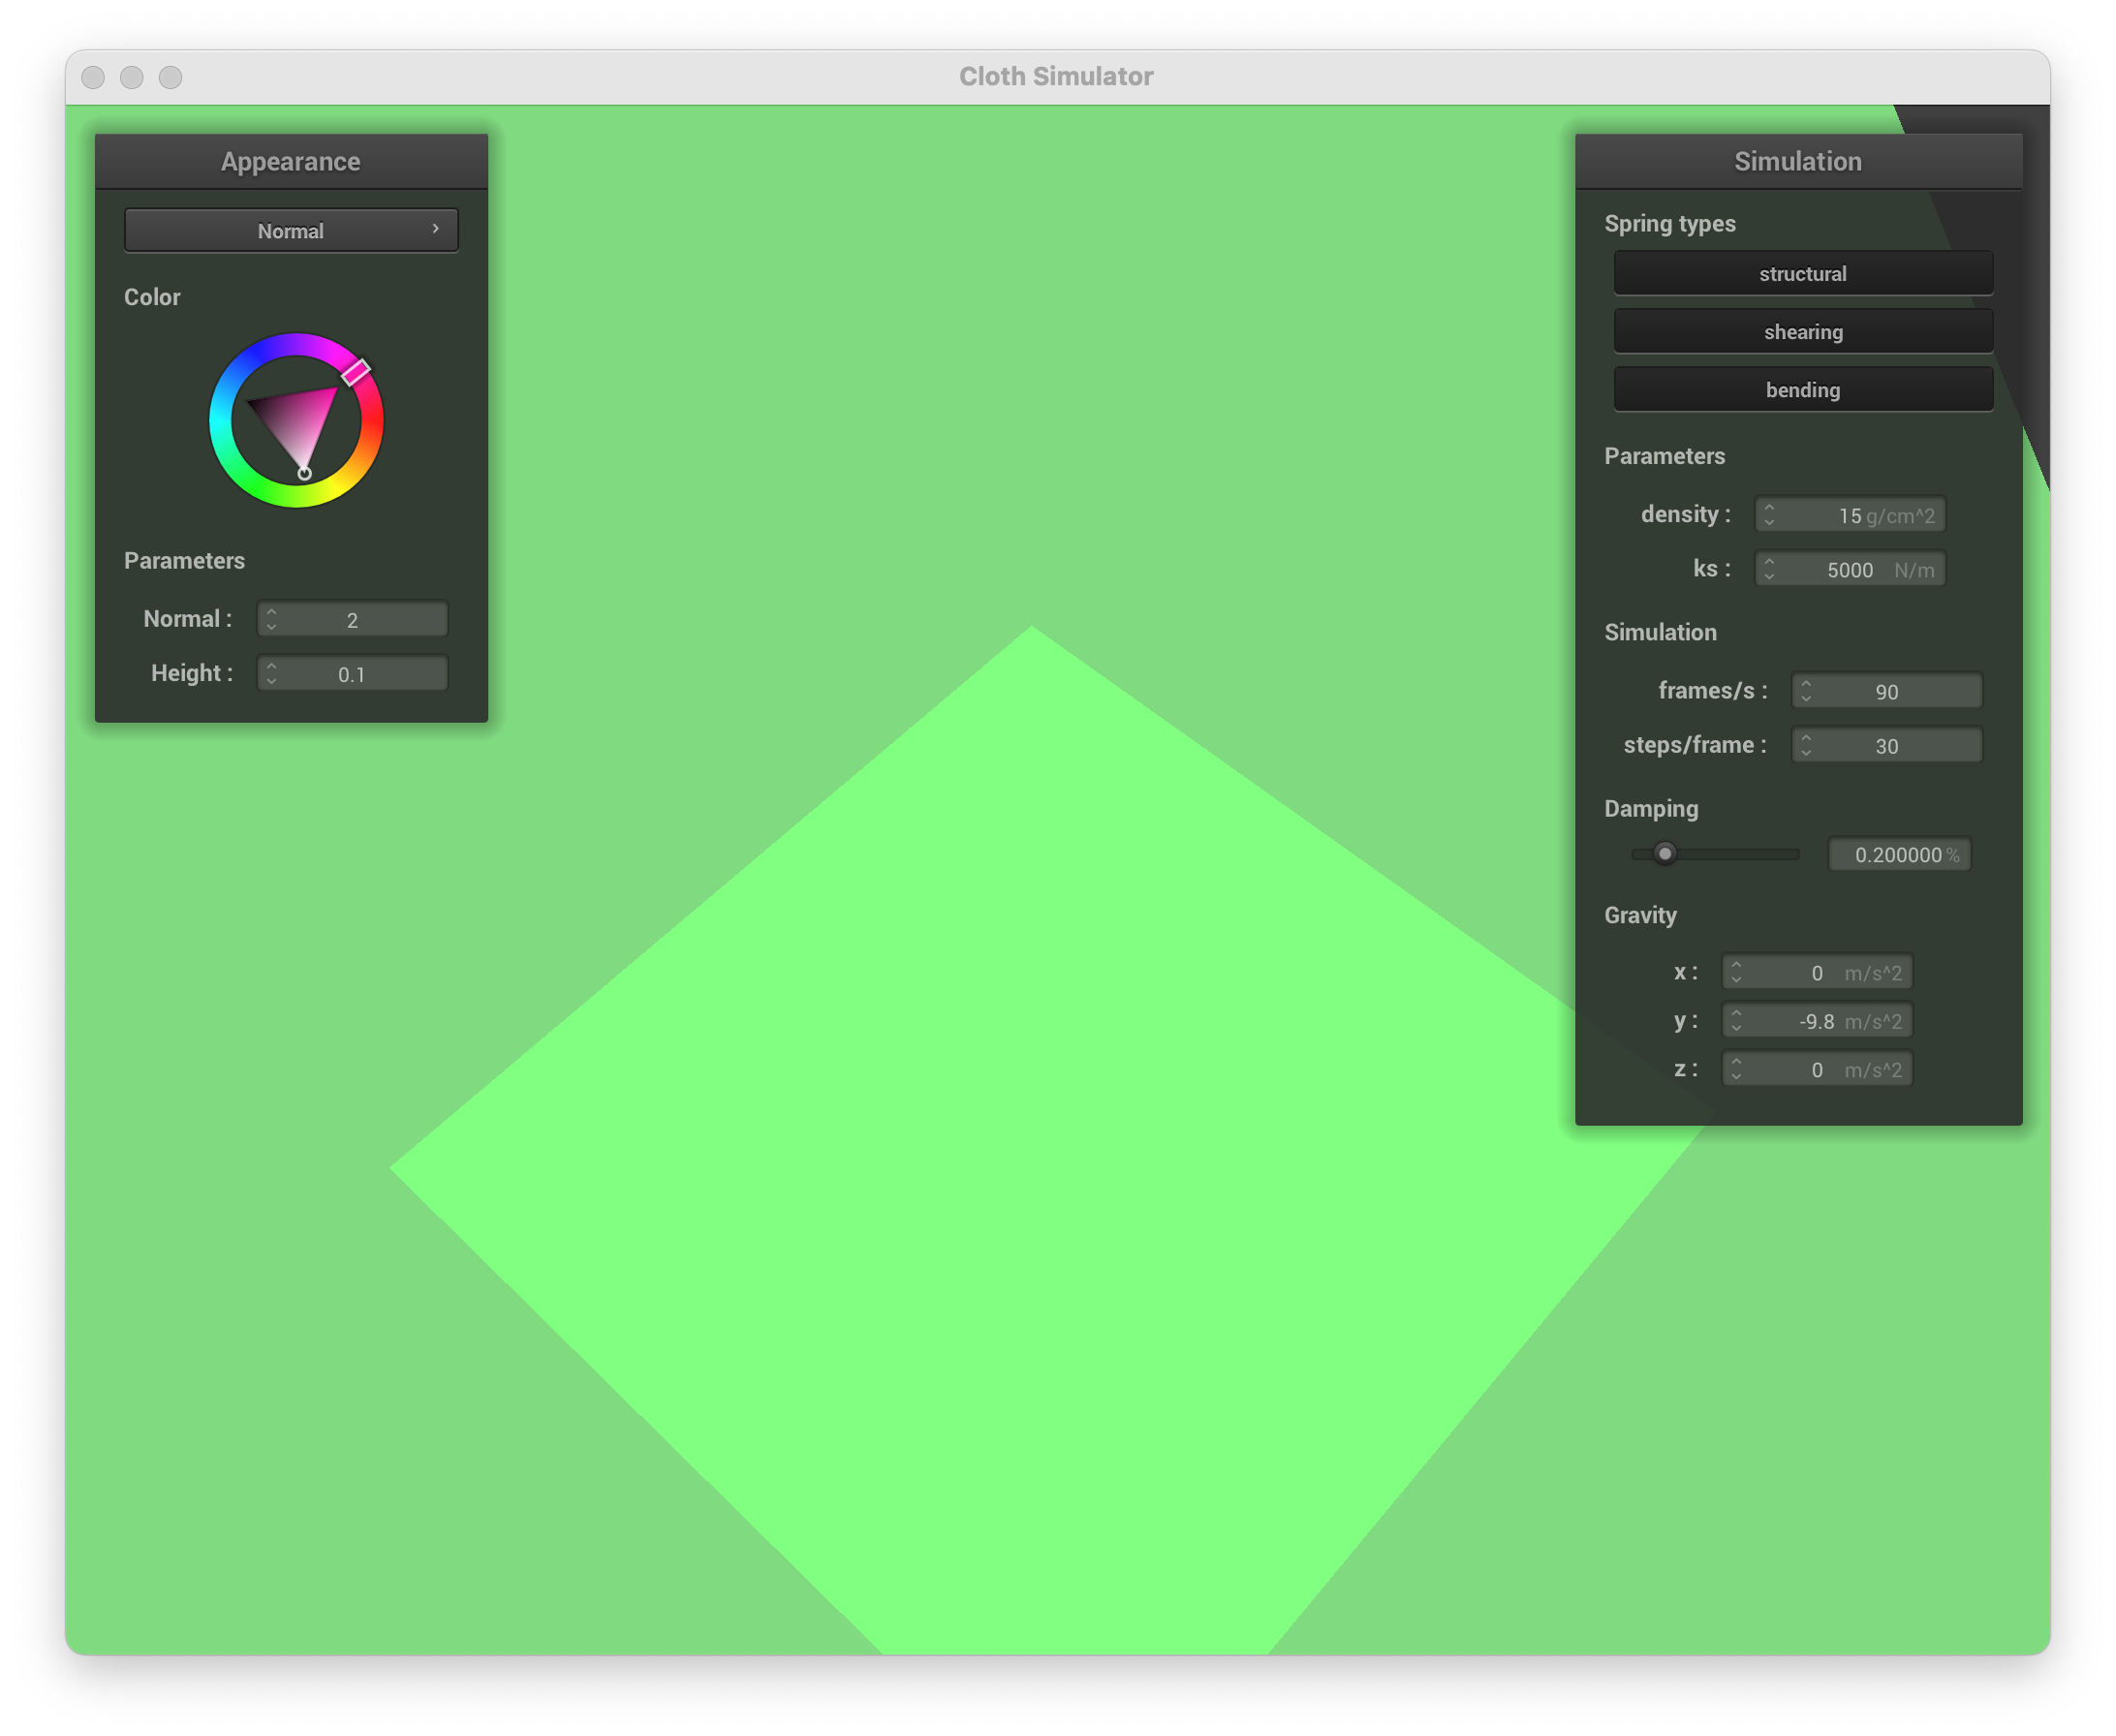 Cloth Simulator
Appearance
Normal
Color
Parameters
Normal : 2
Height : 0.1
Simulation
Spring types
structural
shearing
bending
Parameters
density : 15 g/cm^2
ks : 5000 N/m
Simulation
frames/s : 90
steps/frame : 30
Damping
0.200000 %
Gravity
x : 0 m/s^2
y : -9.8 m/s^2
z : 0 m/s^2